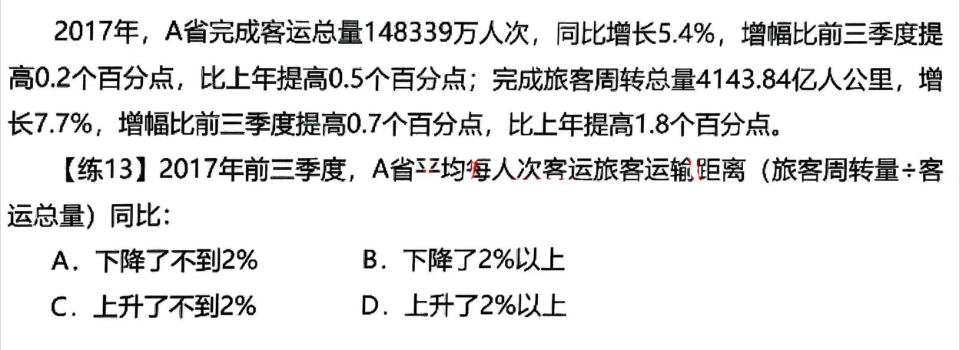 2017年，A省完成客运总量148339万人次，同比增长5.4%，增幅比前三季度提
高0.2个百分点，比上年提高0.5个百分点；完成旅客周转总量4143.84亿人公里，增
长7.7%，增幅比前三季度提高0.7个百分点，比上年提高1.8个百分点。
【练13】2017年前三季度，A省平均每人次客运旅客运输距离（旅客周转量÷客
运总量）同比：
A．下降了不到2% B．下降了2%以上
C．上升了不到2% D．上升了2%以上